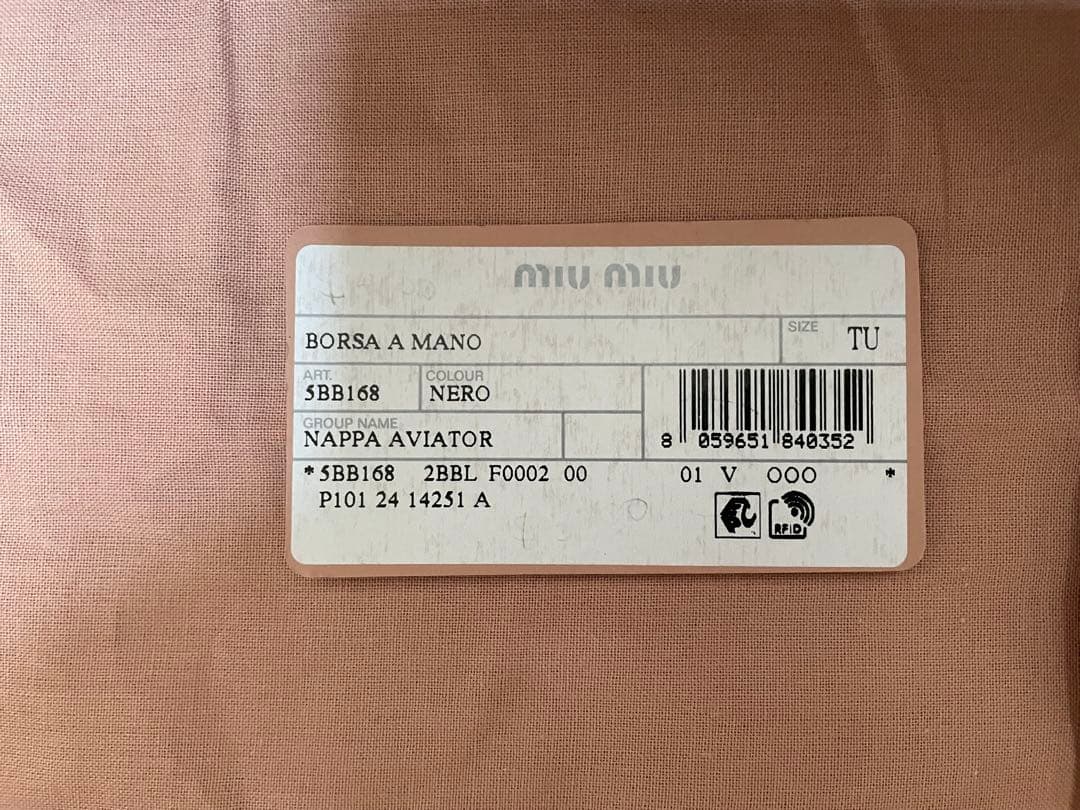 miu miu
BORSA A MANO
SIZE TU
ART. COLOUR
5BB168 NERO
GROUP NAME
NAPPA AVIATOR
8 059651 840352
*5BB168 2BBL F0002 00 01 V OOO *
P101 24 14251 A
RFID